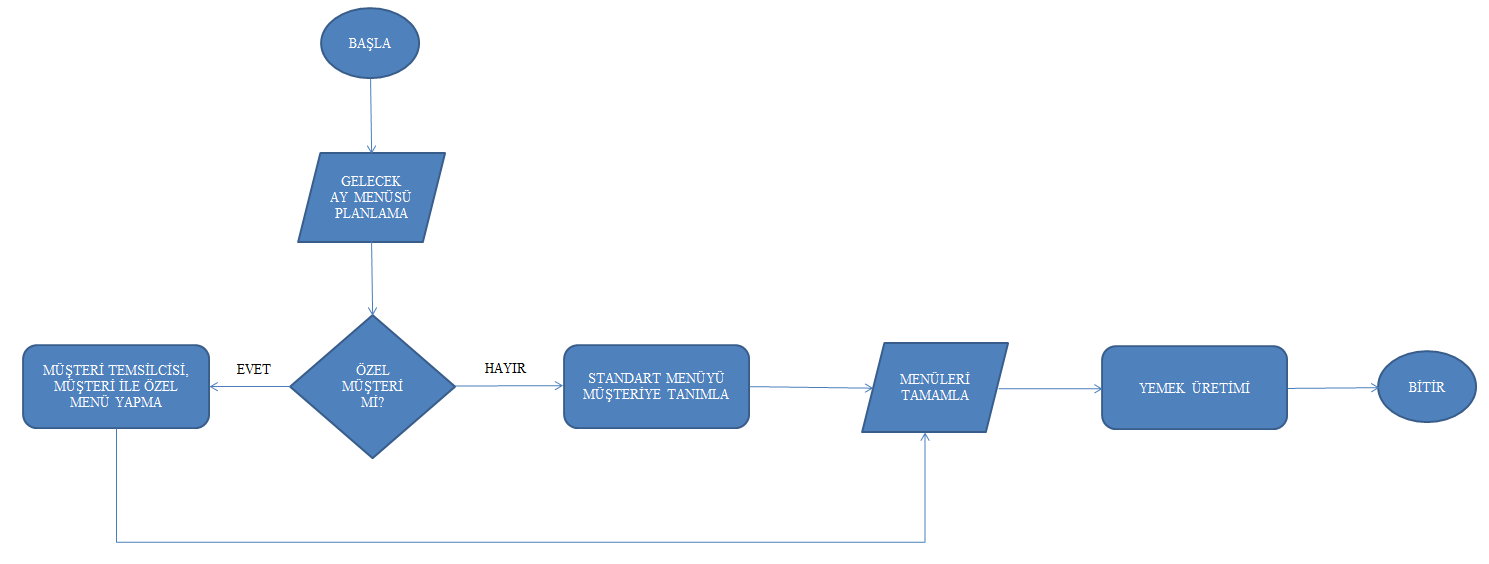 BAŞLA
GELECEK
AY MENÜSÜ
PLANLAMA
MÜŞTERİ TEMSİLCİSİ,
MÜŞTERİ İLE ÖZEL
MENÜ YAPMA
EVET
ÖZEL
MÜŞTERİ
Mİ?
HAYIR
STANDART MENÜYÜ
MÜŞTERİYE TANIMLA
MENÜLERİ
TAMAMLA
YEMEK ÜRETİMİ
BİTİR